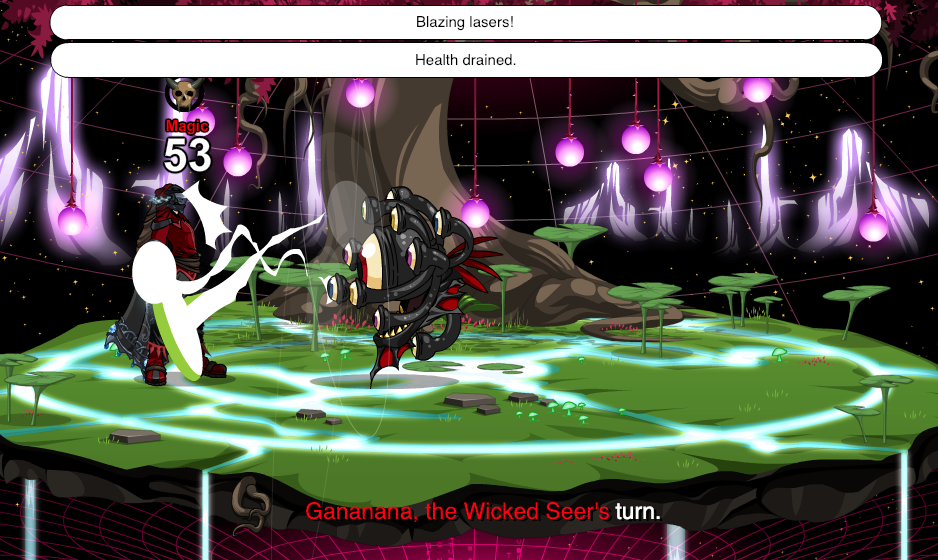 Blazing lasers!
Health drained.
Magic
53
Gananana, the Wicked Seer's turn.